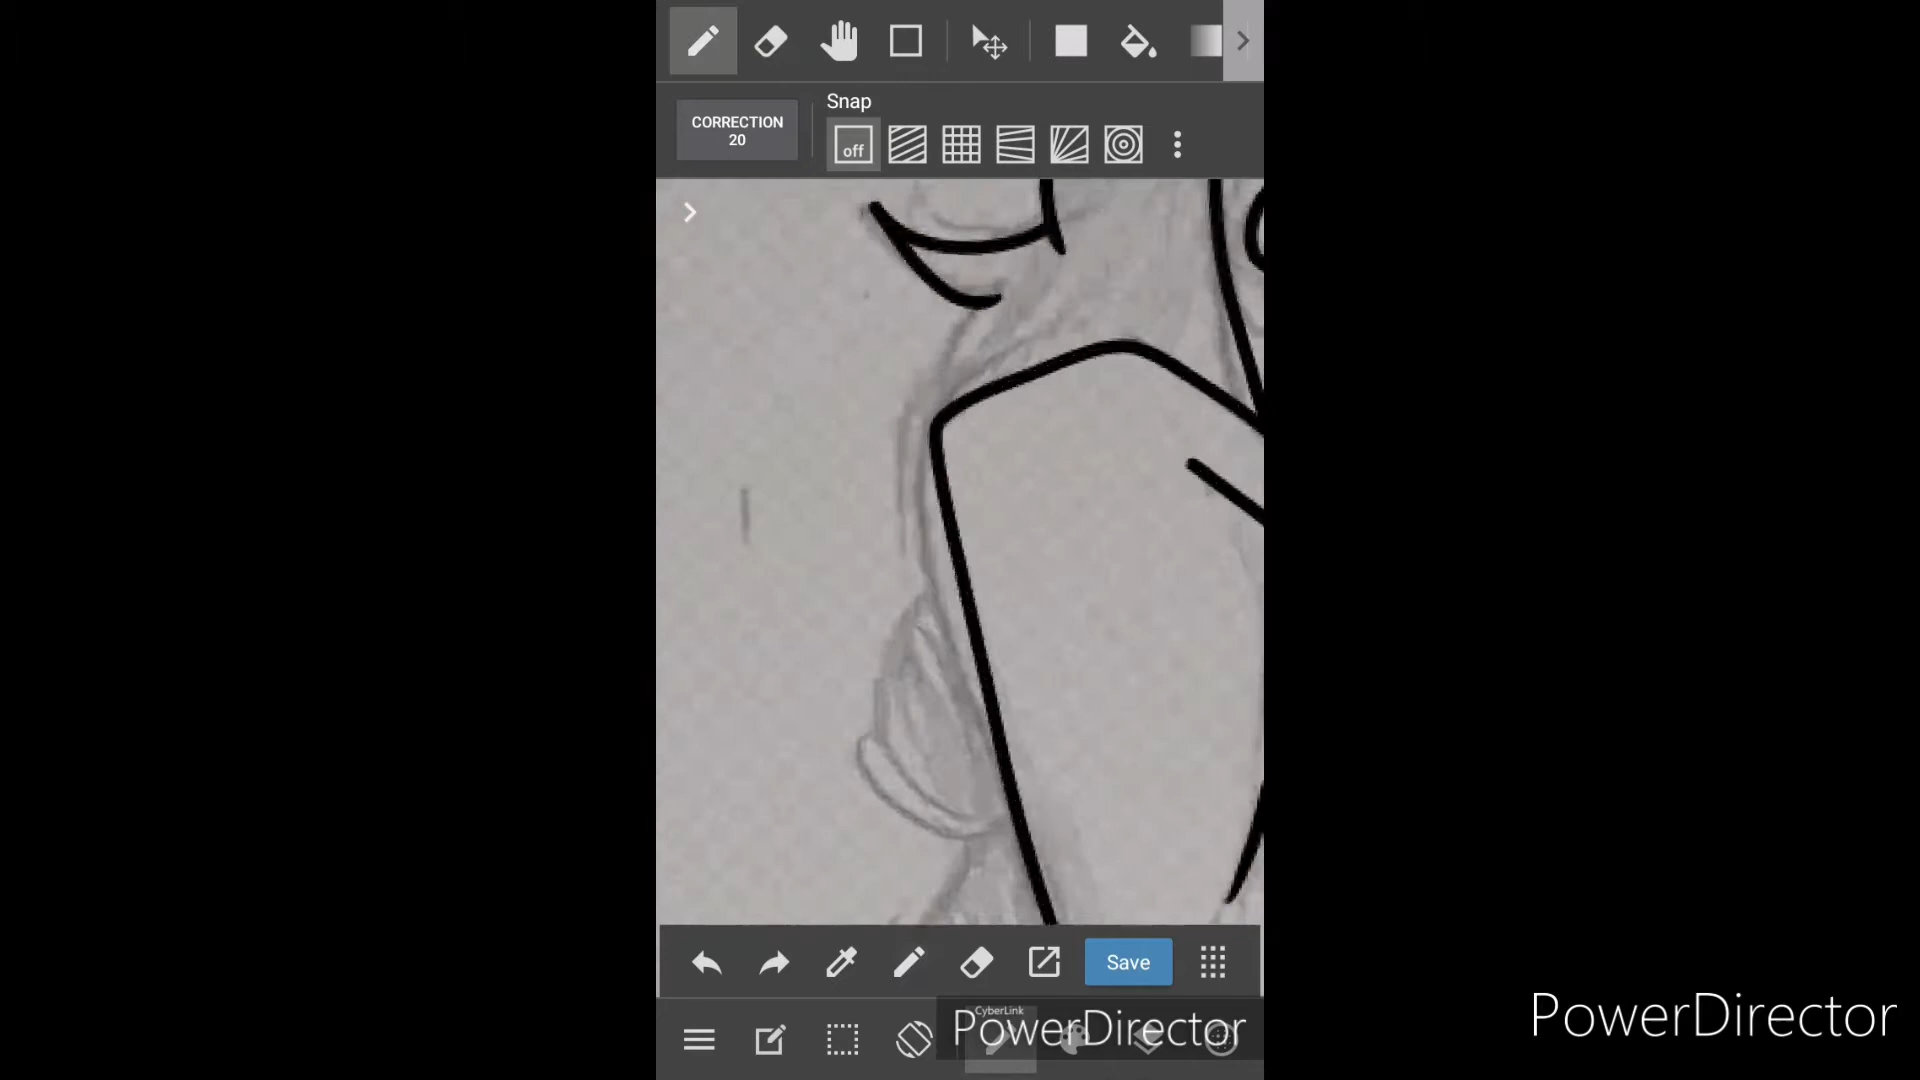 Snap
CORRECTION
20
off
Save
CyberLink
PowerDirector
PowerDirector